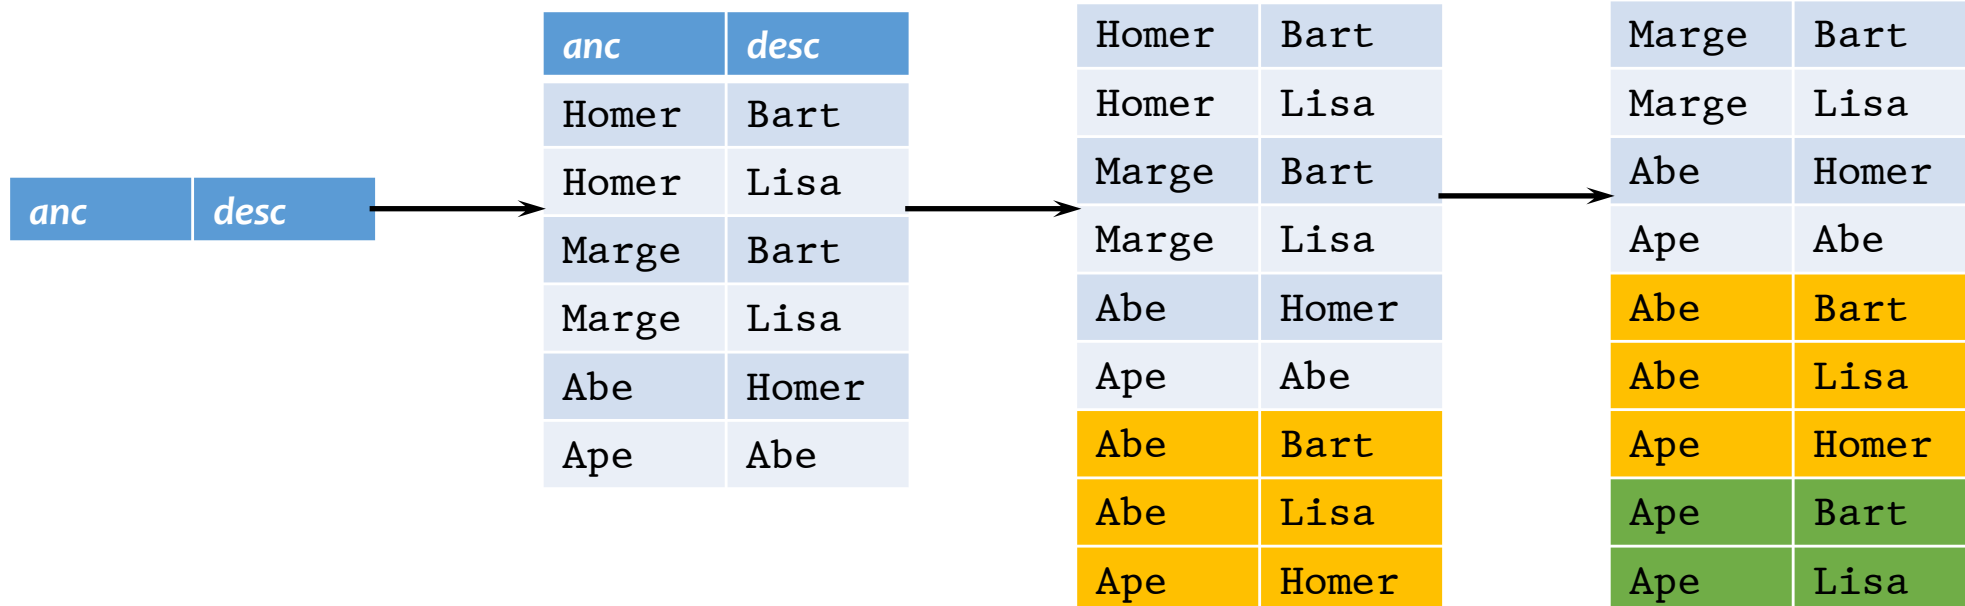 anc desc
anc desc
Homer Bart
Homer Lisa
Marge Bart
Marge Lisa
Abe Homer
Ape Abe
Homer Bart
Homer Lisa
Marge Bart
Marge Lisa
Abe Homer
Ape Abe
Abe Bart
Abe Lisa
Ape Homer
Marge Bart
Marge Lisa
Abe Homer
Ape Abe
Abe Bart
Abe Lisa
Ape Homer
Ape Bart
Ape Lisa